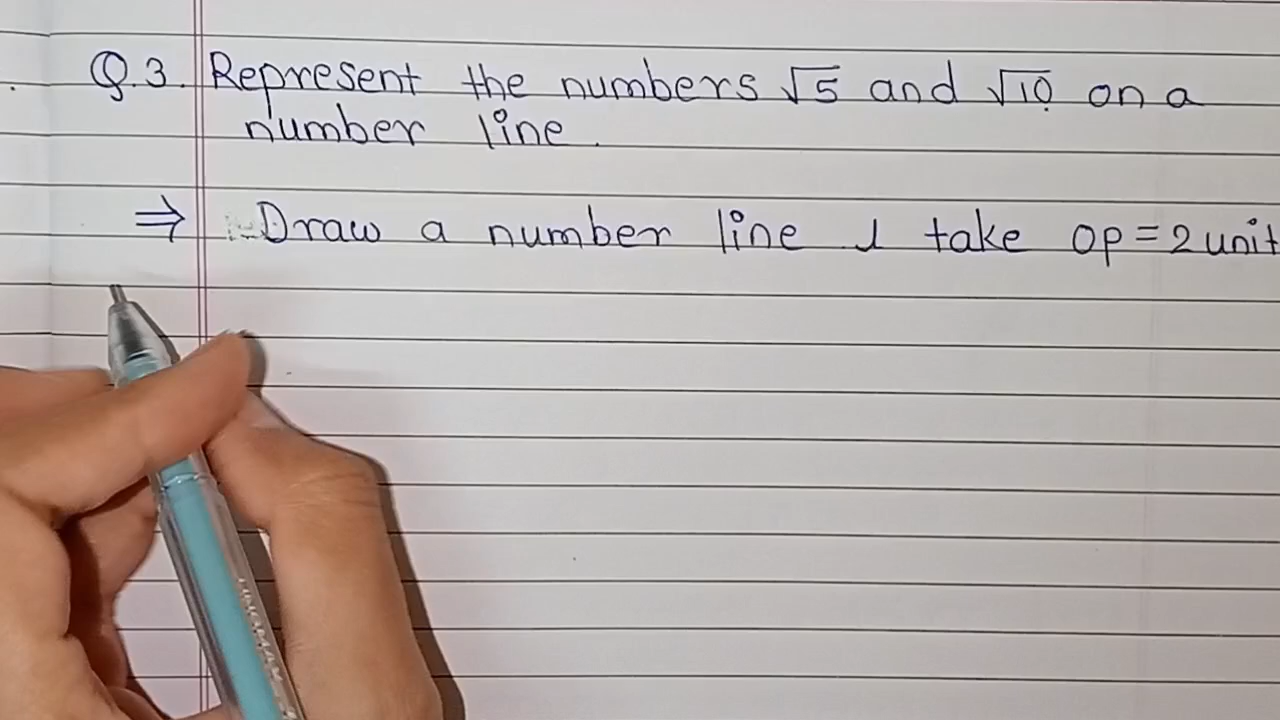 Q.3. Represent the numbers √5 and √10 on a
number line.
⇒ Draw a number line & take OP = 2 unit